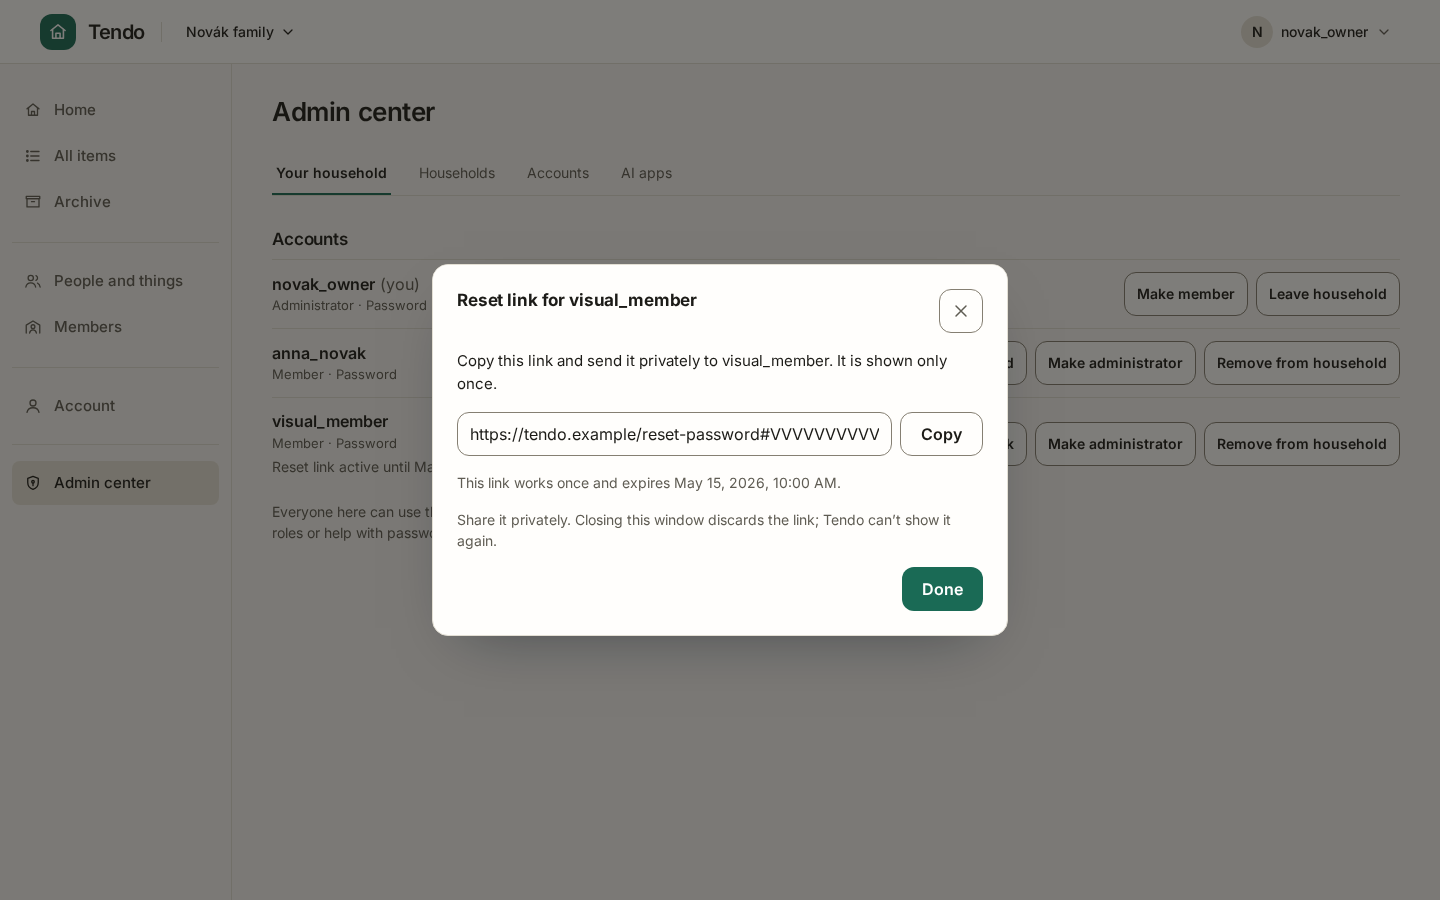 Tendo
Novák family
N
novak_owner
Home
All items
Archive
People and things
Members
Account
Admin center
Admin center
Your household
Households
Accounts
AI apps
Accounts
novak_owner (you)
Administrator · Password
Make member
Leave household
anna_novak
Member · Password
Make administrator
Remove from household
visual_member
Member · Password
Reset link active until
Make administrator
Remove from household
Everyone here can use
roles or help with
Reset link for visual_member
Copy this link and send it privately to visual_member. It is shown only
once.
https://tendo.example/reset-password#VVVVVVVVVV
Copy
This link works once and expires May 15, 2026, 10:00 AM.
Share it privately. Closing this window discards the link; Tendo can’t show it
again.
Done